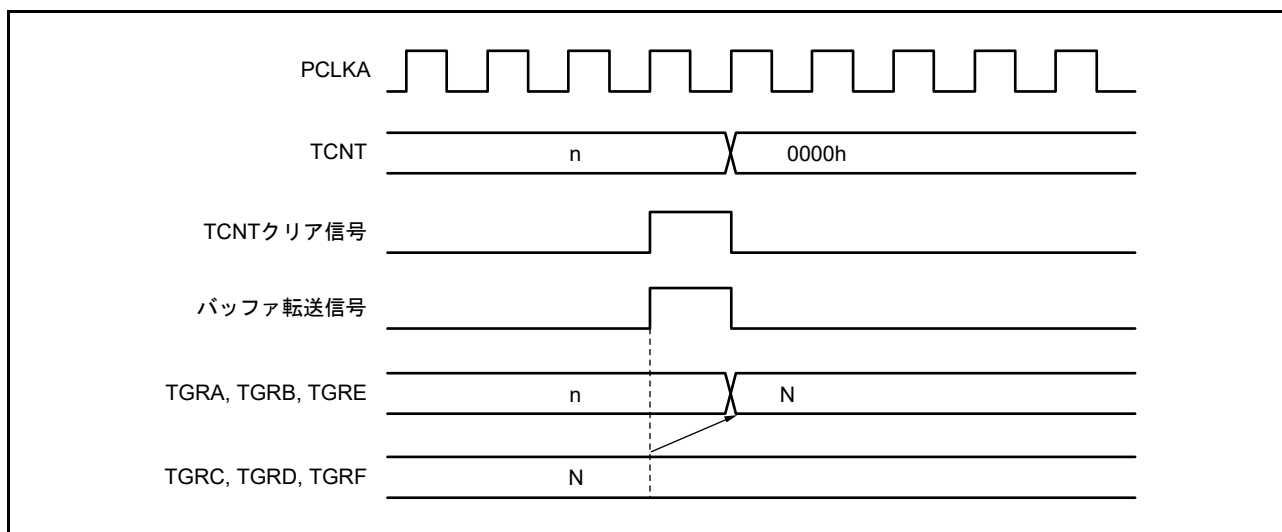 PCLKA
TCNT
n
0000h
TCNTクリア信号
バッファ転送信号
TGRA, TGRB, TGRE
n
N
TGRC, TGRD, TGRF
N